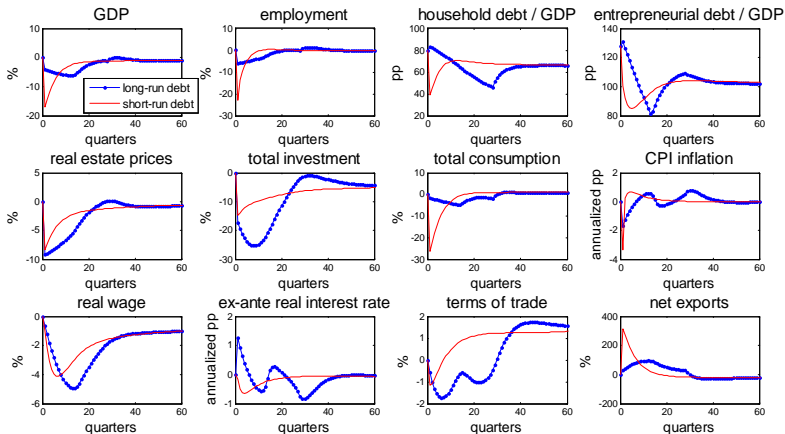 GDP
employment
household debt / GDP
entrepreneurial debt / GDP
10
0
-10
-20
%
0 20 40 60
quarters
long-run debt
short-run debt
20
10
0
-10
-20
-30
%
0 20 40 60
quarters
100
80
60
40
20
pp
0 20 40 60
quarters
140
120
100
80
pp
0 20 40 60
quarters
real estate prices
total investment
total consumption
CPI inflation
5
0
-5
-10
%
0 20 40 60
quarters
0
-10
-20
-30
%
0 20 40 60
quarters
10
0
-10
-20
-30
%
0 20 40 60
quarters
2
0
-2
-4
annualized pp
0 20 40 60
quarters
real wage
ex-ante real interest rate
terms of trade
net exports
0
-2
-4
-6
%
0 20 40 60
quarters
2
1
0
-1
annualized pp
0 20 40 60
quarters
2
1
0
-1
-2
%
0 20 40 60
quarters
400
200
0
-200
%
0 20 40 60
quarters